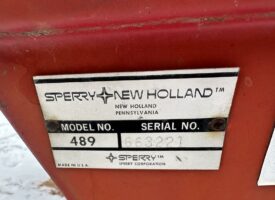 SPERRY NEW HOLLAND™
NEW HOLLAND
PENNSYLVANIA
MODEL NO. SERIAL NO.
489
MADE IN U.S.A. SPERRY™
SPERRY CORPORATION